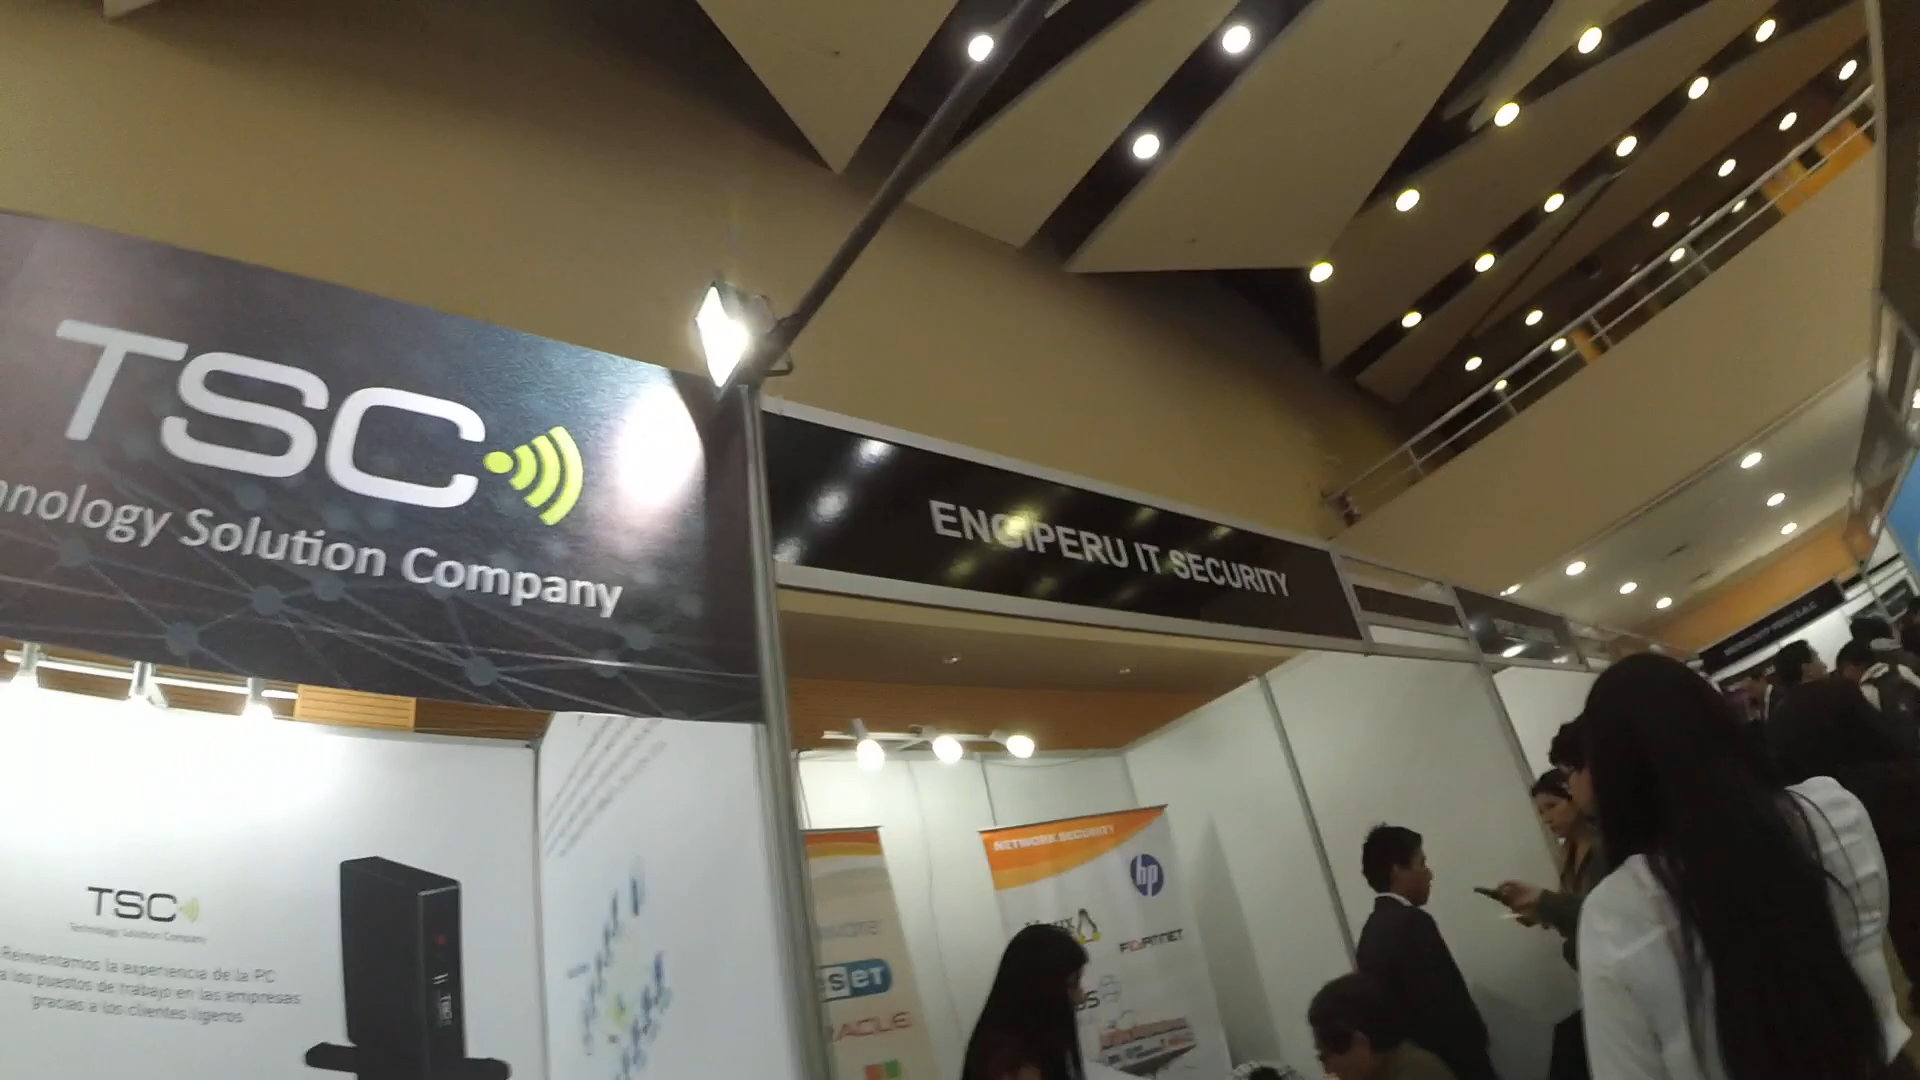 TSC
nnology Solution Company
ENGIPERU IT SECURITY
TSC
Technology Solution Company
Reinventamos la experiencia de la PC
a los puestos de trabajo en las empresas
gracias a los clientes ligeros
TSC
eset
RACLE
NETWORK SECURITY
hp
FORTINET